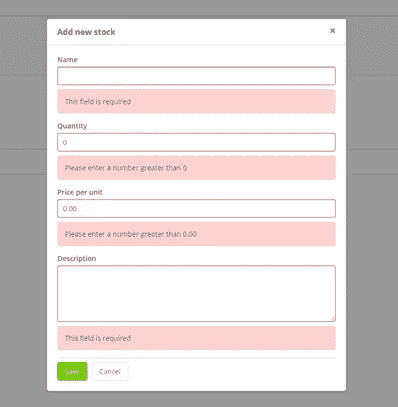 Add new stock ×
Name
This field is required
Quantity
0
Please enter a number greater than 0
Price per unit
0.00
Please enter a number greater than 0.00
Description
This field is required
Save Cancel